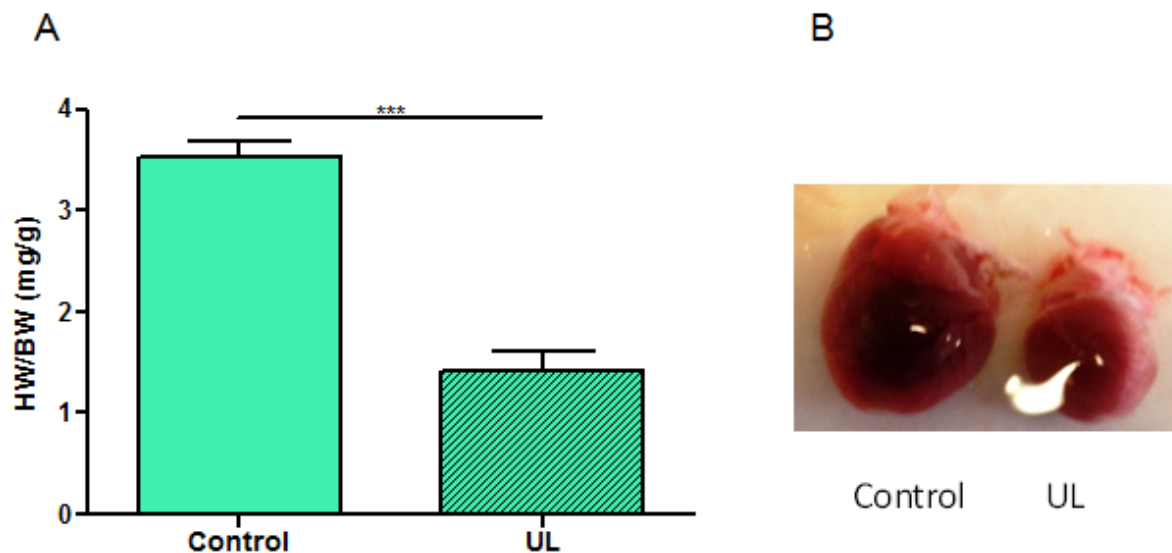 A
B
***
4
3
2
1
0
HW/BW (mg/g)
Control
UL
Control
UL